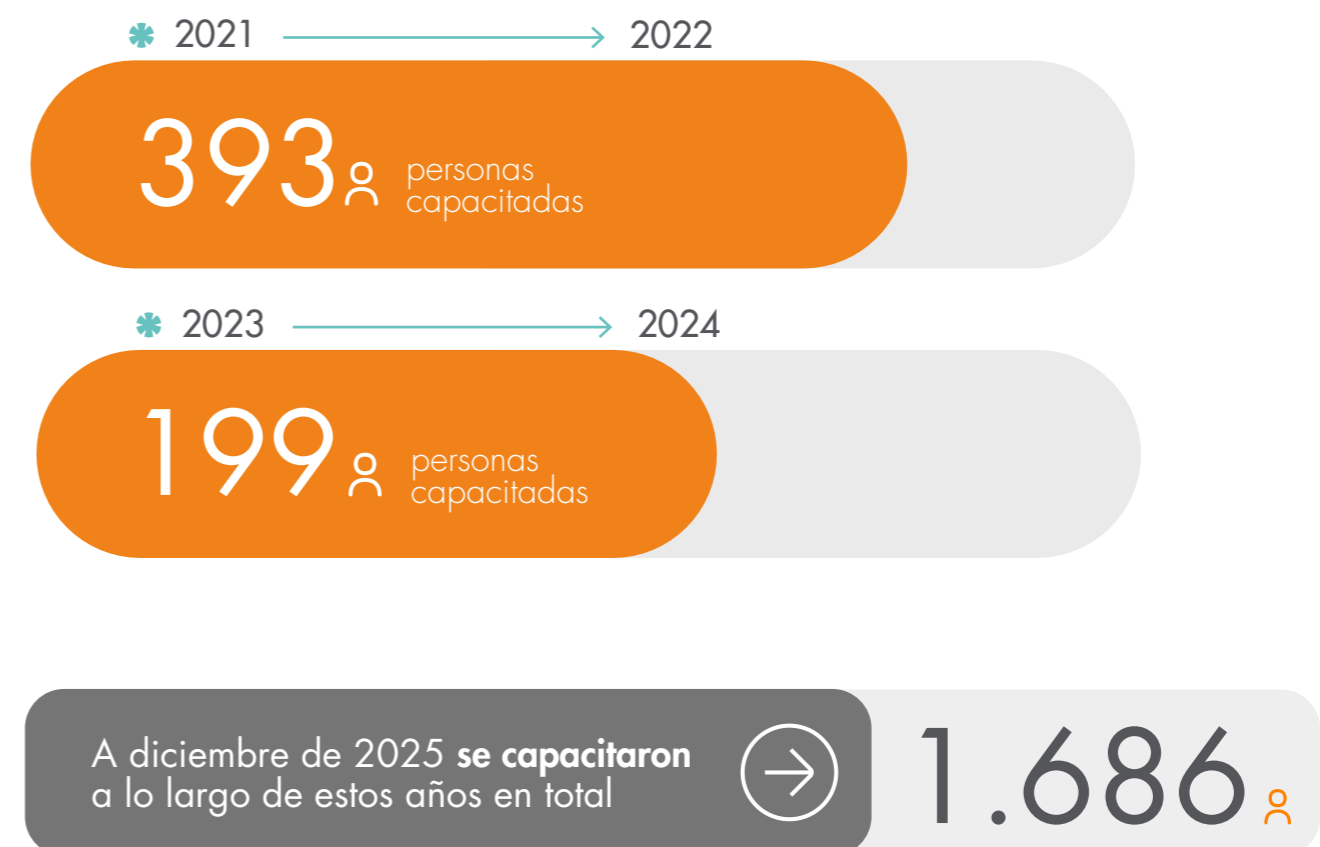 2021 2022
393 personas
capacitadas
2023 2024
199 personas
capacitadas
A diciembre de 2025 se capacitaron
a lo largo de estos años en total
1.686